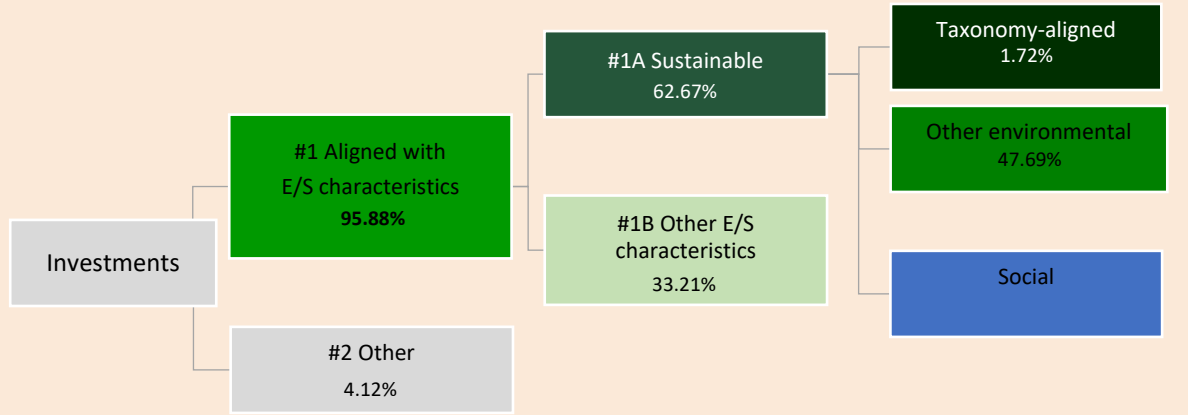 Investments
#1 Aligned with
E/S characteristics
95.88%
#2 Other
4.12%
#1A Sustainable
62.67%
#1B Other E/S
characteristics
33.21%
Taxonomy-aligned
1.72%
Other environmental
47.69%
Social